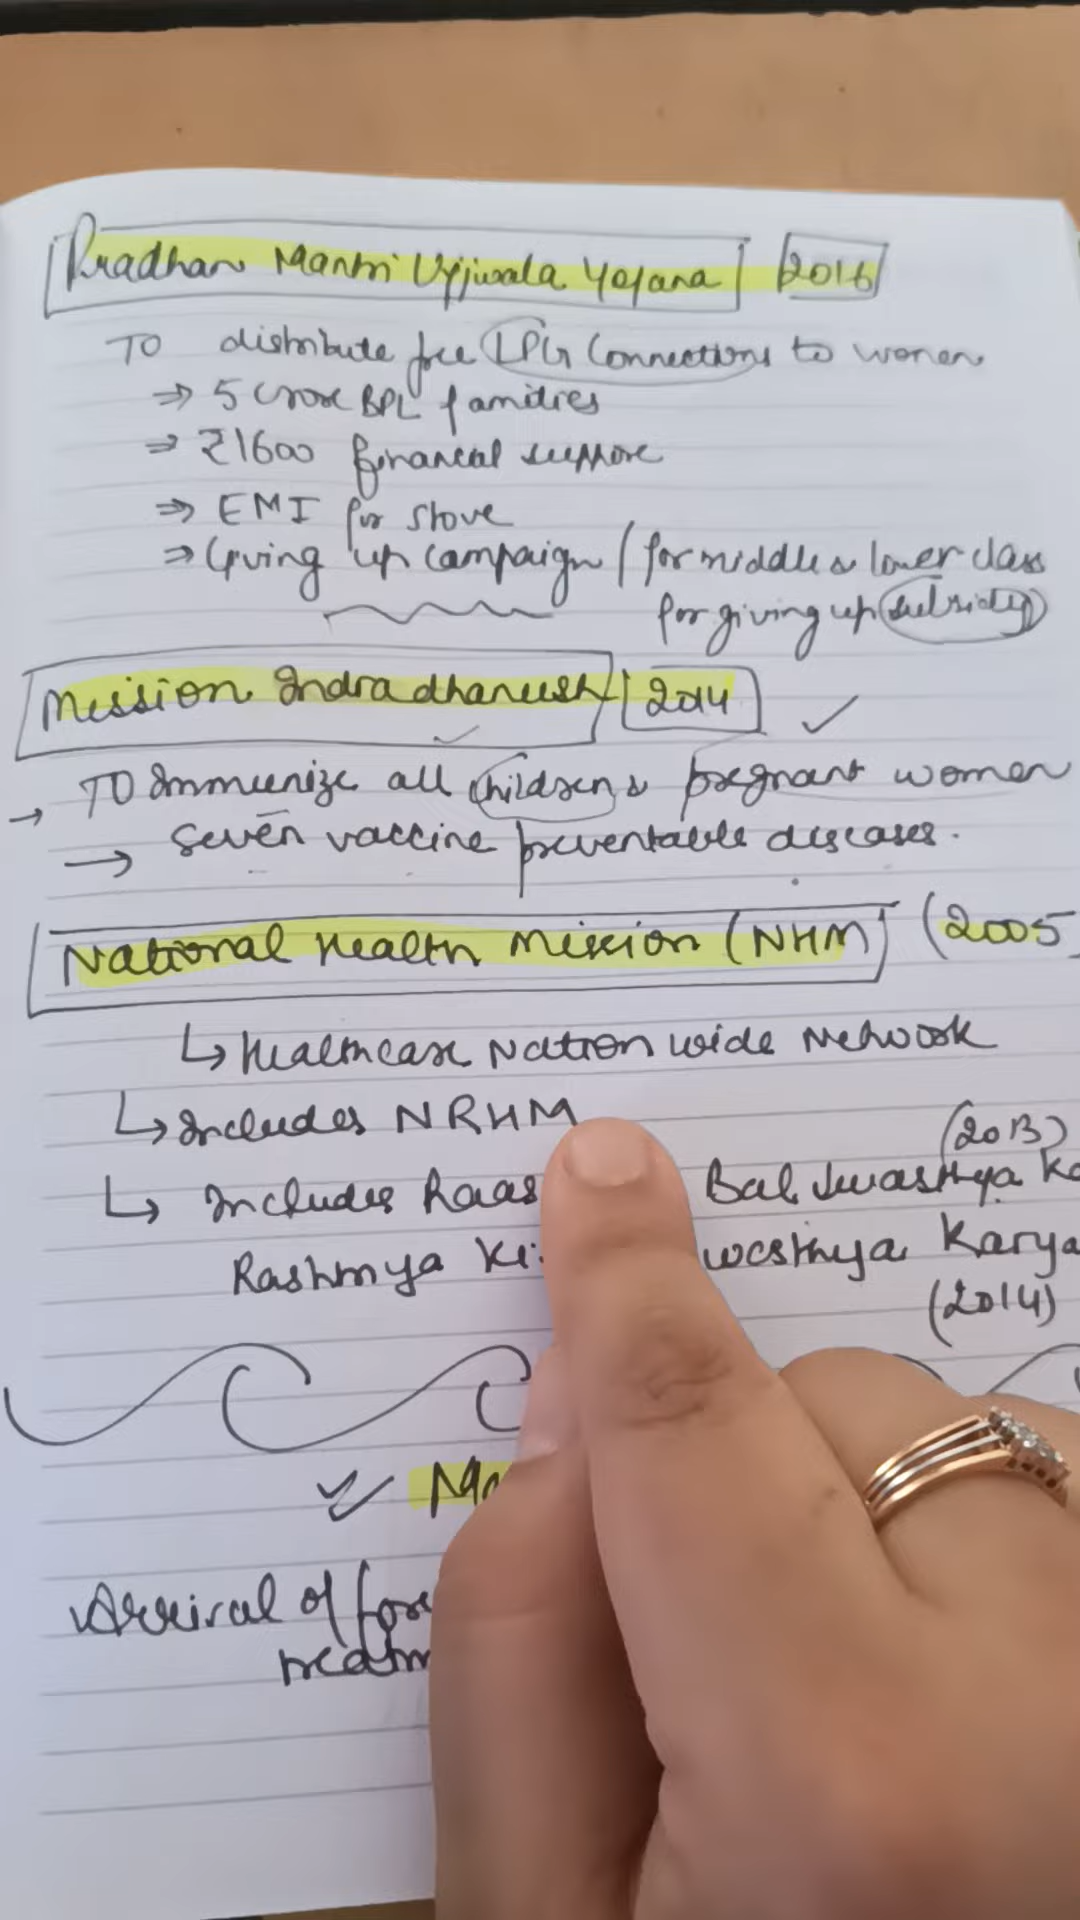 Pradhan Mantri Ujjwala Yojana 2016
TO distribute free LPG Connections to women
⇒ 5 crore BPL families
⇒ ₹1600 financial support
⇒ EMI for stove
⇒ Giving up campaign / for middle & lower class
for giving up subsidy
Mission Indradhanush 2014
→ TO Immunize all children & pregnant women
→ Seven vaccine preventable diseases.
National Health Mission (NHM) (2005
↳ Healthcare Nation wide Network
↳ Includes NRHM
(2013)
↳ Includes Raas Bal Swasthya Ka
Rashtriya Ki swasthya Karya
(2014)
Arrival of